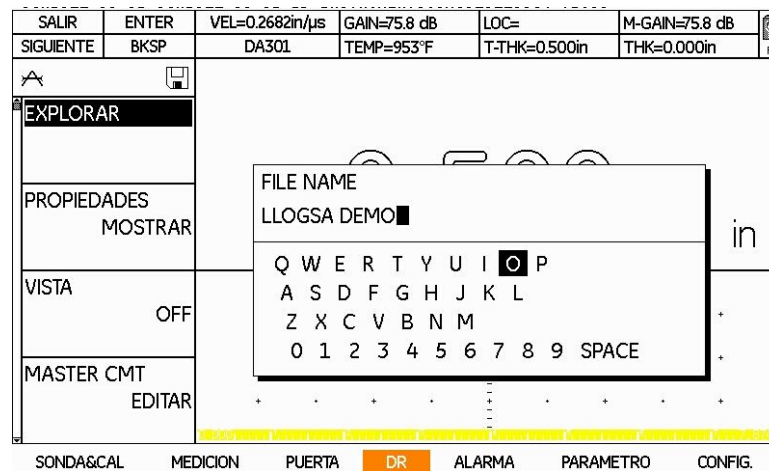 SALIR ENTER VEL=0.2682in/µs GAIN=75.8 dB LOC= M-GAIN=75.8 dB
SIGUIENTE BKSP DA301 TEMP=953°F T-THK=0.500in THK=0.000in
EXPLORAR
PROPIEDADES
MOSTRAR
VISTA
OFF
MASTER CMT
EDITAR
FILE NAME
LLOGSA DEMO
Q W E R T Y U I O P
A S D F G H J K L
Z X C V B N M
0 1 2 3 4 5 6 7 8 9 SPACE
in
SONDA&CAL MEDICION PUERTA DR ALARMA PARAMETRO CONFIG.